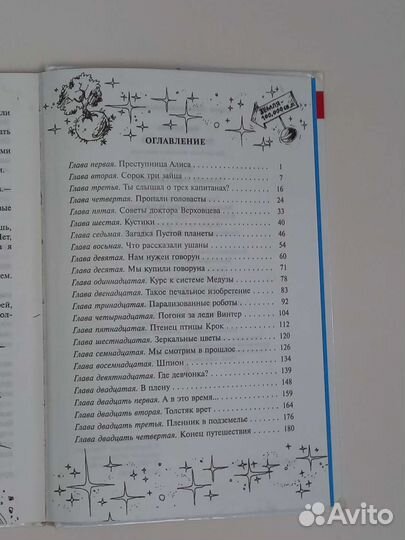 ЗЕМЛЯ -
100,000 св.л
ОГЛАВЛЕНИЕ
Глава первая. Преступница Алиса 1
Глава вторая. Сорок три зайца 7
Глава третья. Ты слышал о трех капитанах? 16
Глава четвертая. Пропали головасты 24
Глава пятая. Советы доктора Верховцева 33
Глава шестая. Кустики 40
Глава седьмая. Загадка Пустой планеты 46
Глава восьмая. Что рассказали ушаны 54
Глава девятая. Нам нужен говорун 60
Глава десятая. Мы купили говоруна 71
Глава одиннадцатая. Курс к системе Медузы 78
Глава двенадцатая. Такое печальное изобретение 83
Глава тринадцатая. Парализованные роботы 92
Глава четырнадцатая. Погоня за леди Винтер 104
Глава пятнадцатая. Птенец птицы Крок 112
Глава шестнадцатая. Зеркальные цветы 120
Глава семнадцатая. Мы смотрим в прошлое 126
Глава восемнадцатая. Шпион 134
Глава девятнадцатая. Где девчонка? 139
Глава двадцатая. В плену 148
Глава двадцать первая. А в это время... 159
Глава двадцать вторая. Толстяк врет 164
Глава двадцать третья. Пленник в подземелье 176
Глава двадцать четвертая. Конец путешествия 180
Avito